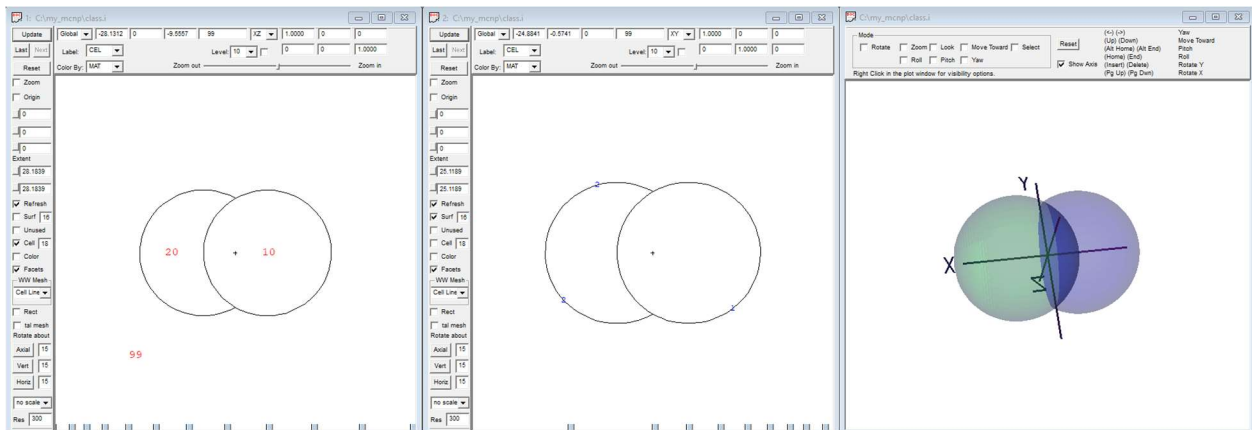 1: C:\my_mcnp\class.i
Update Global -28.1312 0 -9.5557 99 XZ 1.0000 0 0
Last Next Label: CEL Level: 10 0 0 1.0000
Reset Color By: MAT Zoom out Zoom in
Zoom
Origin
0
0
0
Extent
28.1839
28.1839
Refresh
Surf 16
Unused
Cell 18
Color
Facets
WW Mesh
Cell Line
Rect
tal mesh
Rotate about
Axial 15
Vert 15
Horiz 15
no scale
Res 300
20 10
99
2: C:\my_mcnp\class.i
Update Global -24.8841 -0.5741 0 99 XY 1.0000 0 0
Last Next Label: CEL Level: 10 0 1.0000 0
Reset Color By: MAT Zoom out Zoom in
Zoom
Origin
0
0
0
Extent
25.1189
25.1189
Refresh
Surf 16
Unused
Cell 18
Color
Facets
WW Mesh
Cell Line
Rect
tal mesh
Rotate about
Axial 15
Vert 15
Horiz 15
no scale
Res 300
2
2
1
C:\my_mcnp\class.i
Mode
Rotate Zoom Look Move Toward Select
Roll Pitch Yaw
Right Click in the plot window for visibility options.
Reset
Show Axis
(<-) (->) Yaw
(Up) (Down) Move Toward
(Alt Home) (Alt End) Pitch
(Home) (End) Roll
(Insert) (Delete) Rotate Y
(Pg Up) (Pg Dwn) Rotate X
Y
X